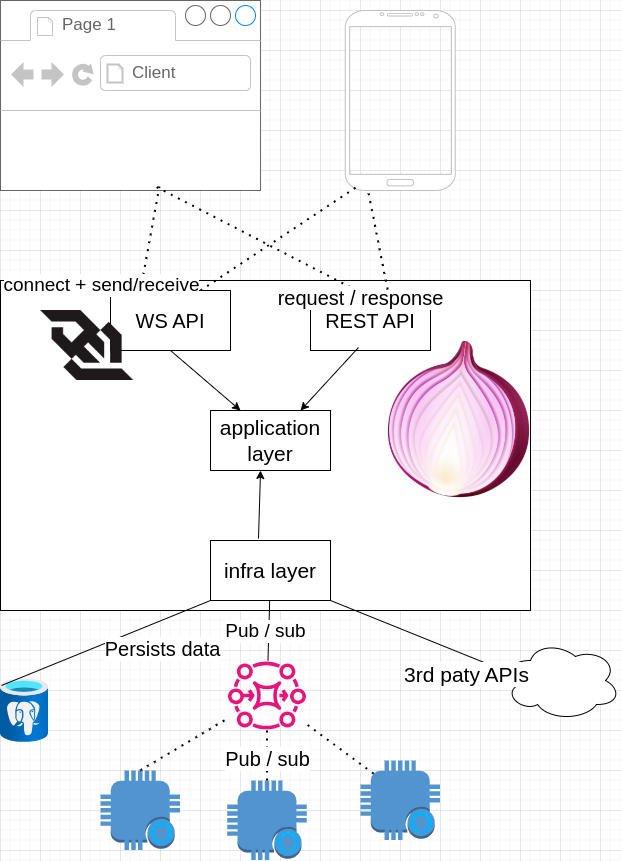 Page 1
Client
connect + send/receive
request / response
WS API
REST API
application
layer
infra layer
Pub / sub
Persists data
3rd paty APIs
Pub / sub